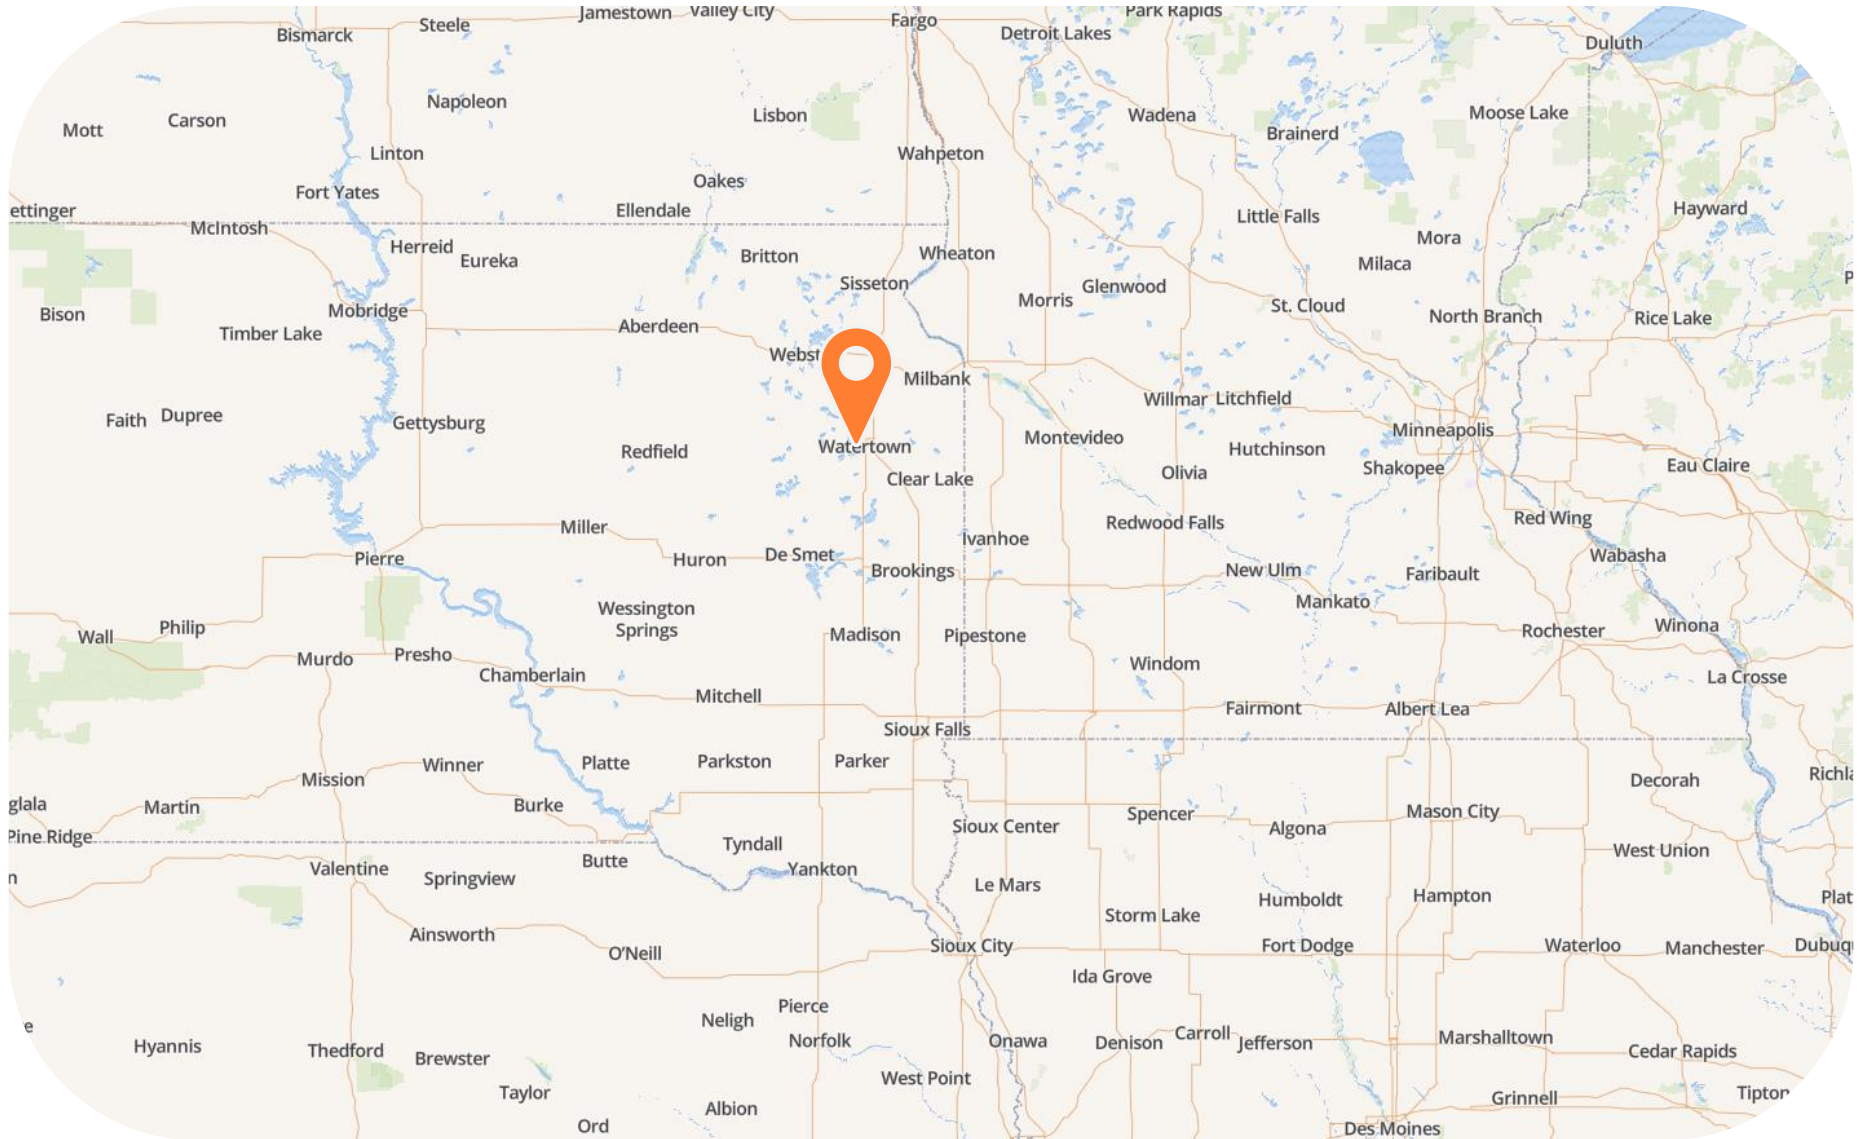 Jamestown
Valley City
Park Rapids
Bismarck
Steele
Fargo
Detroit Lakes
Duluth
Napoleon
Lisbon
Wadena
Moose Lake
Mott
Carson
Brainerd
Linton
Wahpeton
Fort Yates
Oakes
ettinger
Ellendale
Little Falls
Hayward
McIntosh
Herreid
Eureka
Britton
Wheaton
Mora
Milaca
Sisseton
Glenwood
Morris
P
Bison
Mobridge
St. Cloud
North Branch
Rice Lake
Timber Lake
Aberdeen
Webst
Milbank
Willmar
Litchfield
Faith
Dupree
Gettysburg
Minneapolis
Watertown
Montevideo
Redfield
Hutchinson
Shakopee
Eau Claire
Clear Lake
Olivia
Miller
Redwood Falls
Red Wing
Ivanhoe
Pierre
Huron
De Smet
Brookings
New Ulm
Faribault
Wabasha
Wessington
Springs
Mankato
Wall
Philip
Madison
Pipestone
Rochester
Winona
Murdo
Presho
Chamberlain
Windom
La Crosse
Mitchell
Fairmont
Albert Lea
Sioux Falls
Winner
Platte
Parkston
Parker
Mission
Decorah
Richla
glala
Martin
Burke
Spencer
Mason City
Pine Ridge
Sioux Center
Algona
Tyndall
West Union
Butte
Valentine
Springview
Yankton
n
Le Mars
Humboldt
Hampton
Plat
Storm Lake
Ainsworth
O'Neill
Sioux City
Fort Dodge
Waterloo
Manchester
Dubuqu
Ida Grove
Pierce
Neligh
e
Hyannis
Thedford
Brewster
Norfolk
Onawa
Denison
Carroll
Jefferson
Marshalltown
Cedar Rapids
West Point
Taylor
Albion
Grinnell
Tipton
Ord
Des Moines